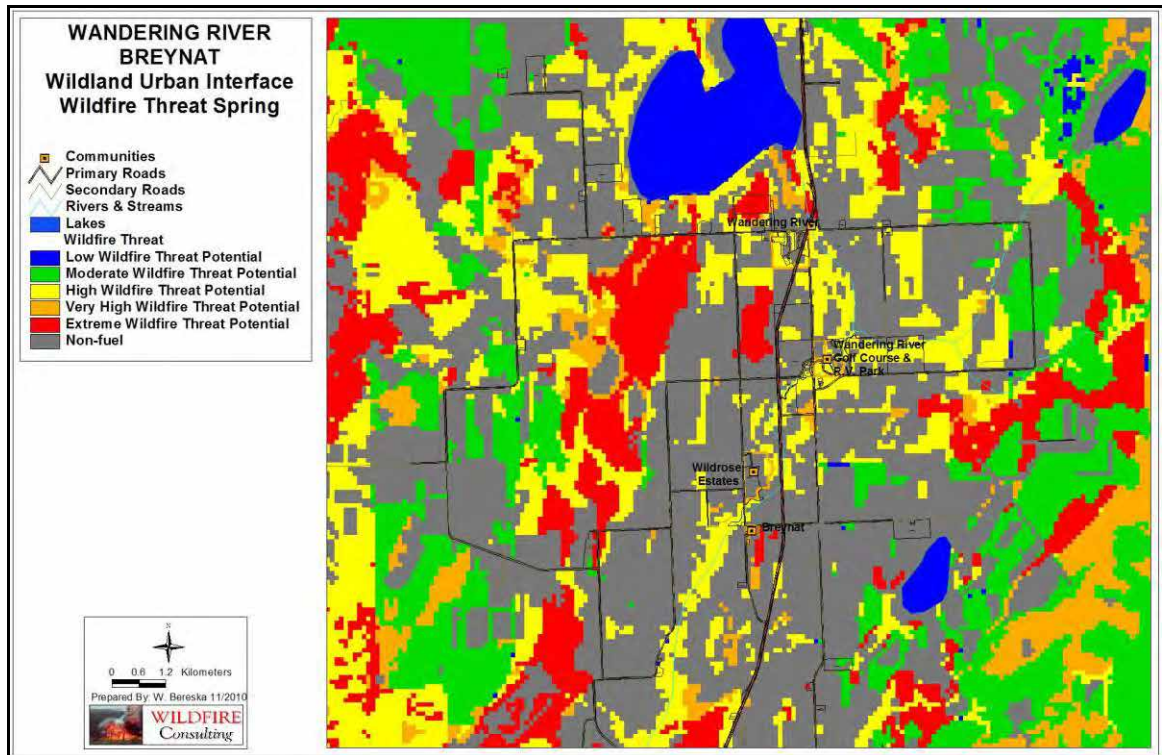 WANDERING RIVER
BREYNAT
Wildland Urban Interface
Wildfire Threat Spring
Communities
Primary Roads
Secondary Roads
Rivers & Streams
Lakes
Wildfire Threat
Low Wildfire Threat Potential
Moderate Wildfire Threat Potential
High Wildfire Threat Potential
Very High Wildfire Threat Potential
Extreme Wildfire Threat Potential
Non-fuel
Wandering River
Wandering River
Golf Course &
R.V. Park
Wildrose
Estates
Breynat
N
0 0.6 1.2 Kilometers
Prepared By: W. Bereska 11/2010
WILDFIRE
Consulting